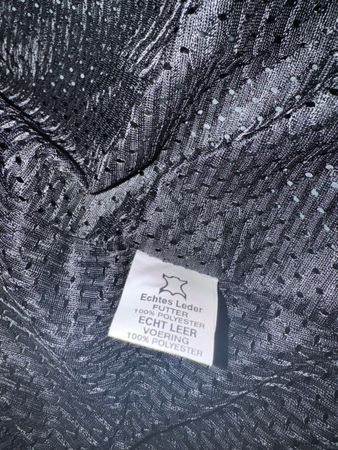 Echtes Leder
FUTTER
100% POLYESTER
ECHT LEER
VOERING
100% POLYESTER